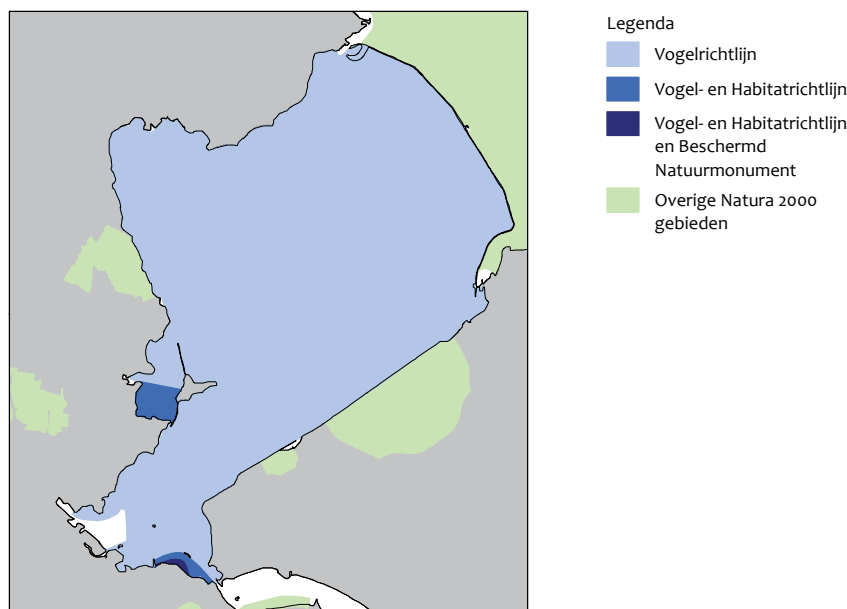 Legenda
Vogelrichtlijn
Vogel- en Habitatrichtlijn
Vogel- en Habitatrichtlijn
en Beschermd
Natuurmonument
Overige Natura 2000
gebieden